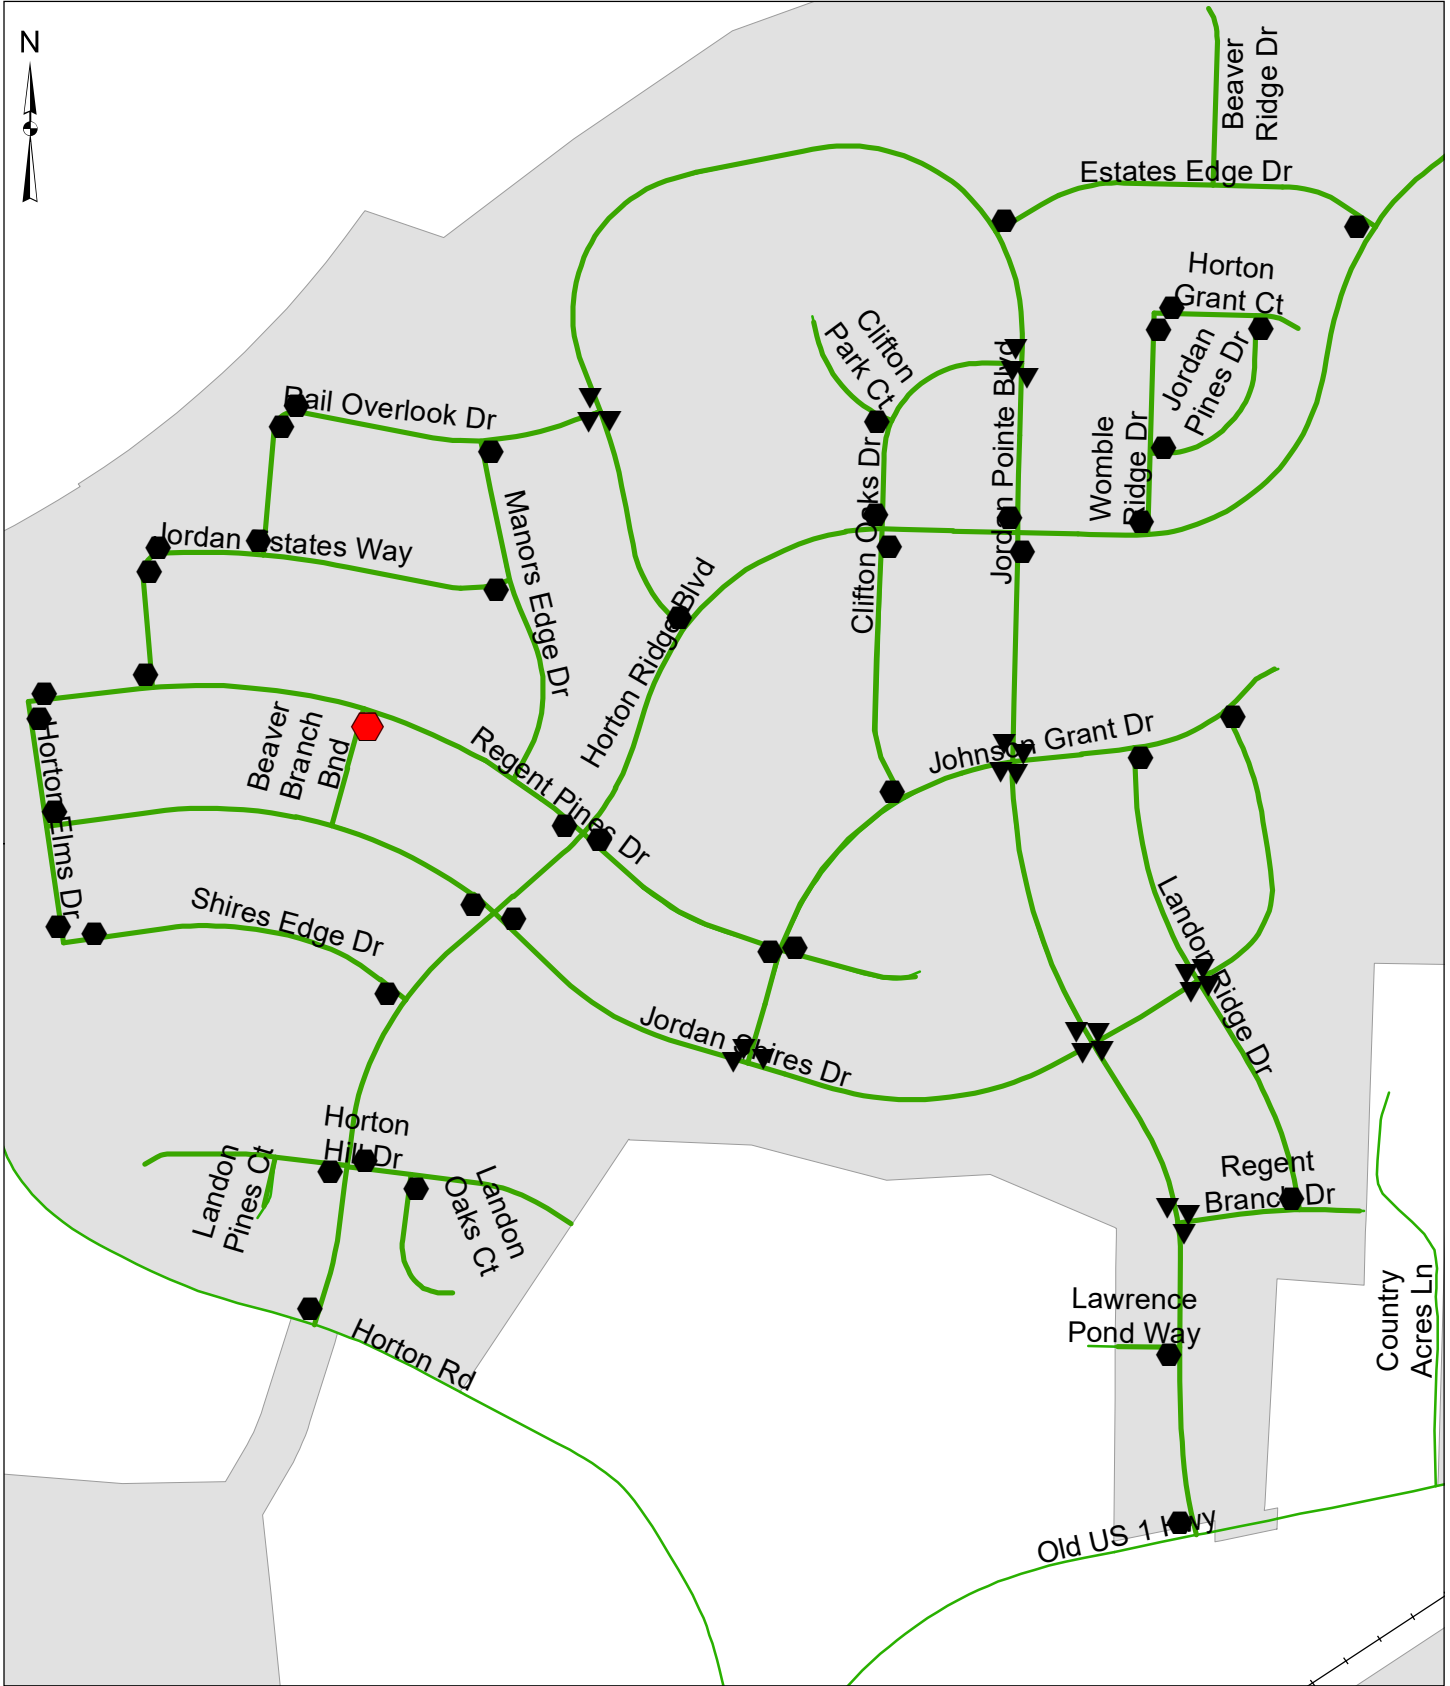 N
Beaver
Ridge Dr
Estates Edge Dr
Horton
Grant Ct
Clifton
Park Ct
Jordan
Pines Dr
Rail Overlook Dr
Jordan Pointe Blvd
Womble
Ridge Dr
Clifton Oaks Dr
Manors Edge Dr
Jordan Estates Way
Horton Ridge Blvd
Beaver
Branch
Bnd
Horton Elms Dr
Regent Pines Dr
Johnson Grant Dr
Shires Edge Dr
Landon Ridge Dr
Jordan Shires Dr
Horton
Hill Dr
Landon
Pines Ct
Landon
Oaks Ct
Regent
Branch Dr
Lawrence
Pond Way
Country
Acres Ln
Horton Rd
Old US 1 Hwy